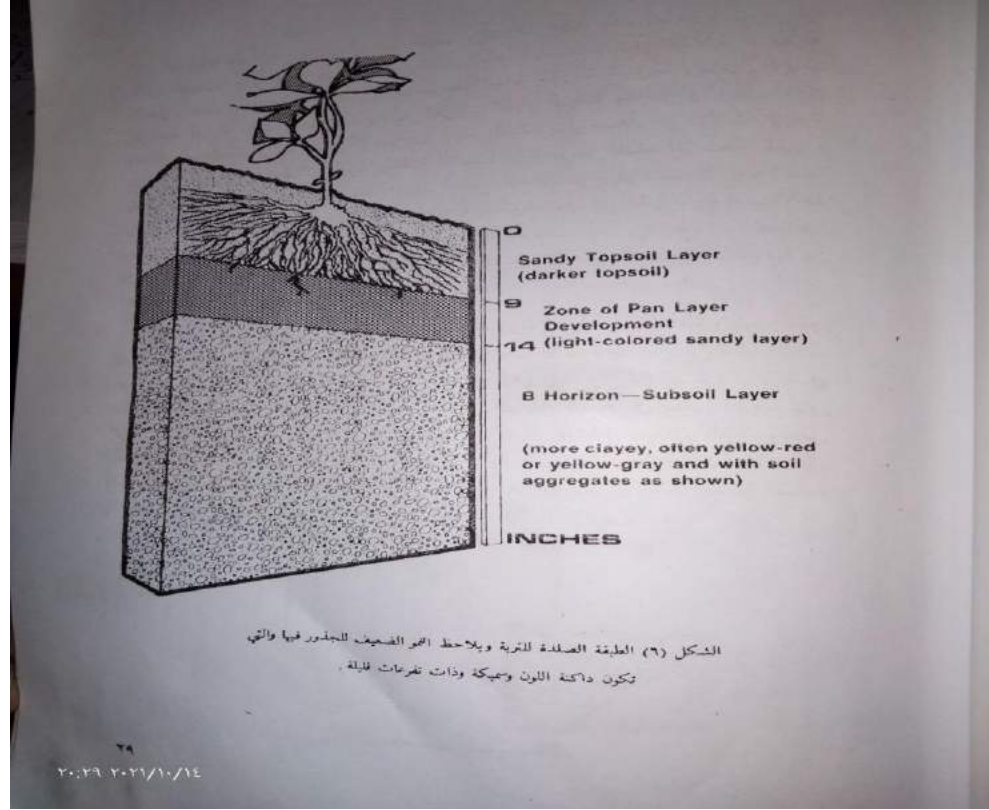 0
Sandy Topsoil Layer
(darker topsoil)
9
Zone of Pan Layer
Development
14 (light-colored sandy layer)
B Horizon—Subsoil Layer
(more clayey, often yellow-red
or yellow-gray and with soil
aggregates as shown)
INCHES
الشكل (٦) الطبقة الصلدة للتربة ويلاحظ النمو الضعيف للجذور فيها والتي
تكون داكنة اللون وسميكة وذات تفرعات قليلة .
٢٩
٢٠:٢٩ ٢٠٢١/١٠/١٤